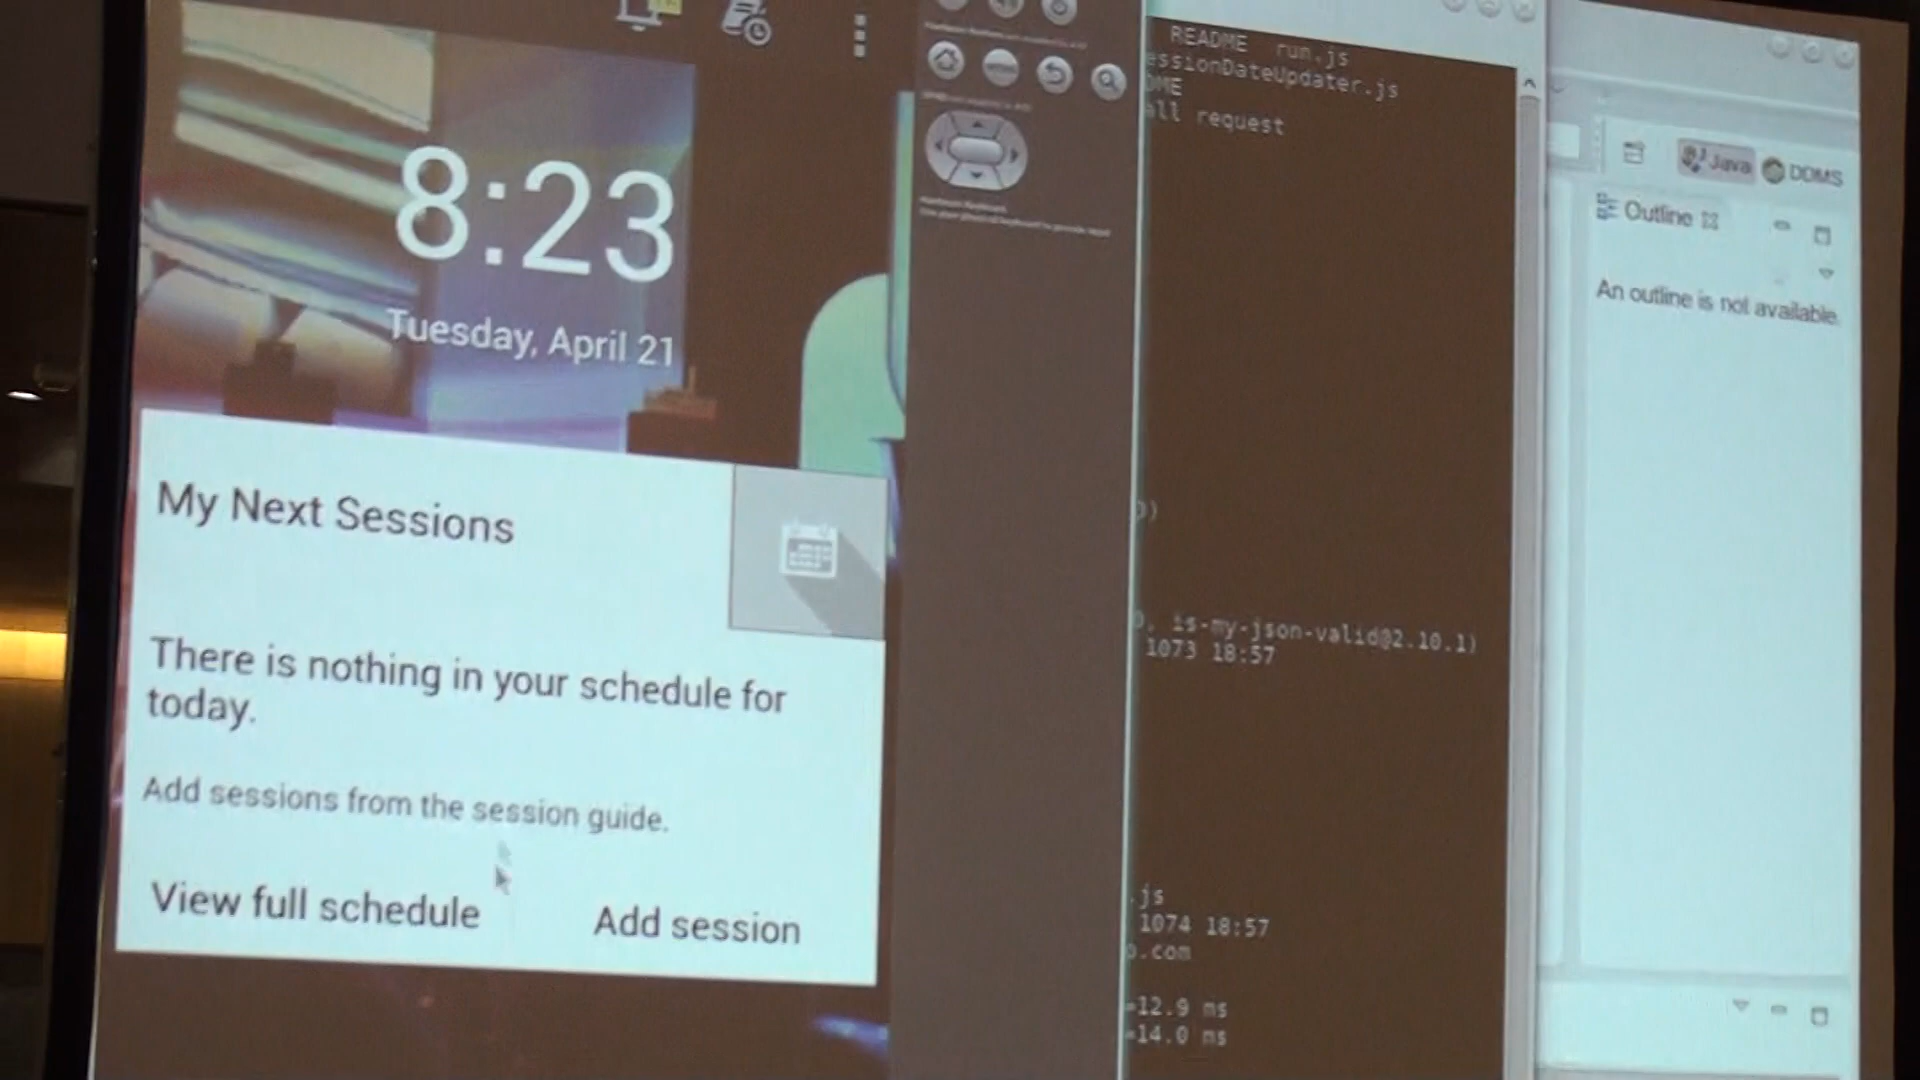 8:23
Tuesday, April 21
My Next Sessions
There is nothing in your schedule for
today.
Add sessions from the session guide.
View full schedule
Add session
README run.js
essionDateUpdater.js
DME
all request
is-my-json-valid@2.10.1)
1073 18:57
.js
1074 18:57
.com
=12.9 ms
=14.0 ms
Java
DDMS
Outline
An outline is not available.